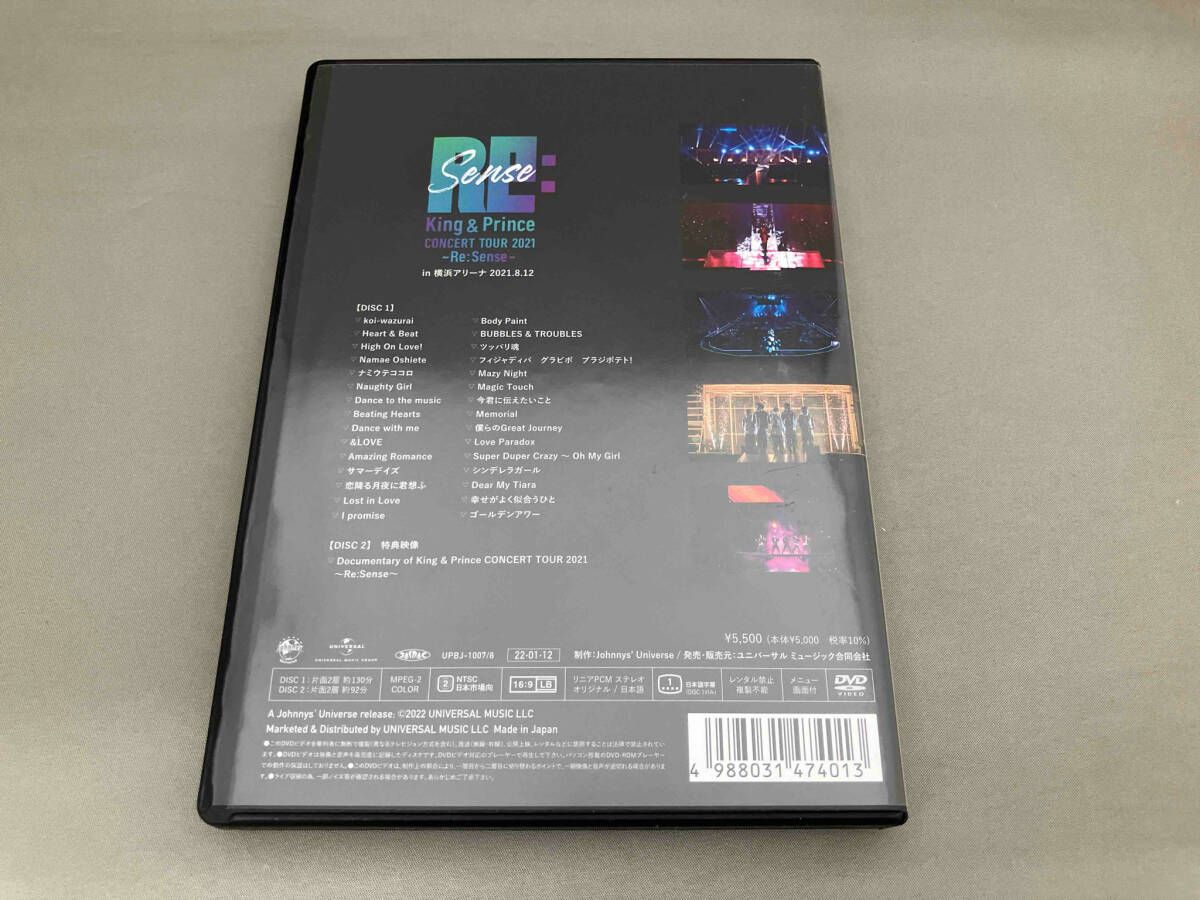 RE:
Sense
King & Prince
CONCERT TOUR 2021
~Re:Sense~
in 横浜アリーナ 2021.8.12
【DISC 1】
♡ koi-wazurai
♡ Heart & Beat
♡ High On Love!
♡ Namae Oshiete
♡ ナミウテココロ
♡ Naughty Girl
♡ Dance to the music
♡ Beating Hearts
♡ Dance with me
♡ &LOVE
♡ Amazing Romance
♡ サマーデイズ
♡ 恋降る月夜に君想ふ
♡ Lost in Love
♡ I promise
♡ Body Paint
♡ BUBBLES & TROUBLES
♡ ツッパリ魂
♡ フィジャディバ グラビボ ブラジポテト!
♡ Mazy Night
♡ Magic Touch
♡ 今君に伝えたいこと
♡ Memorial
♡ 僕らのGreat Journey
♡ Love Paradox
♡ Super Duper Crazy ~ Oh My Girl
♡ シンデレラガール
♡ Dear My Tiara
♡ 幸せがよく似合うひと
♡ ゴールデンアワー
【DISC 2】 特典映像
♡ Documentary of King & Prince CONCERT TOUR 2021
~Re:Sense~
¥5,500 (本体¥5,000 税率10%)
UNIVERSAL
UNIVERSAL MUSIC GROUP
UPBJ-1007/8
22·01·12
制作:Johnnys' Universe / 発売・販売元:ユニバーサル ミュージック合同会社
DISC 1:片面2層 約130分
DISC 2:片面2層 約92分
MPEG-2
COLOR
2
NTSC
日本市場向
16:9 LB
リニアPCM ステレオ
オリジナル / 日本語
1
日本語字幕
レンタル禁止
複製不能
メニュー
画面付
DVD
VIDEO
A Johnnys' Universe release: ©2022 UNIVERSAL MUSIC LLC
Marketed & Distributed by UNIVERSAL MUSIC LLC Made in Japan
4 988031 474013